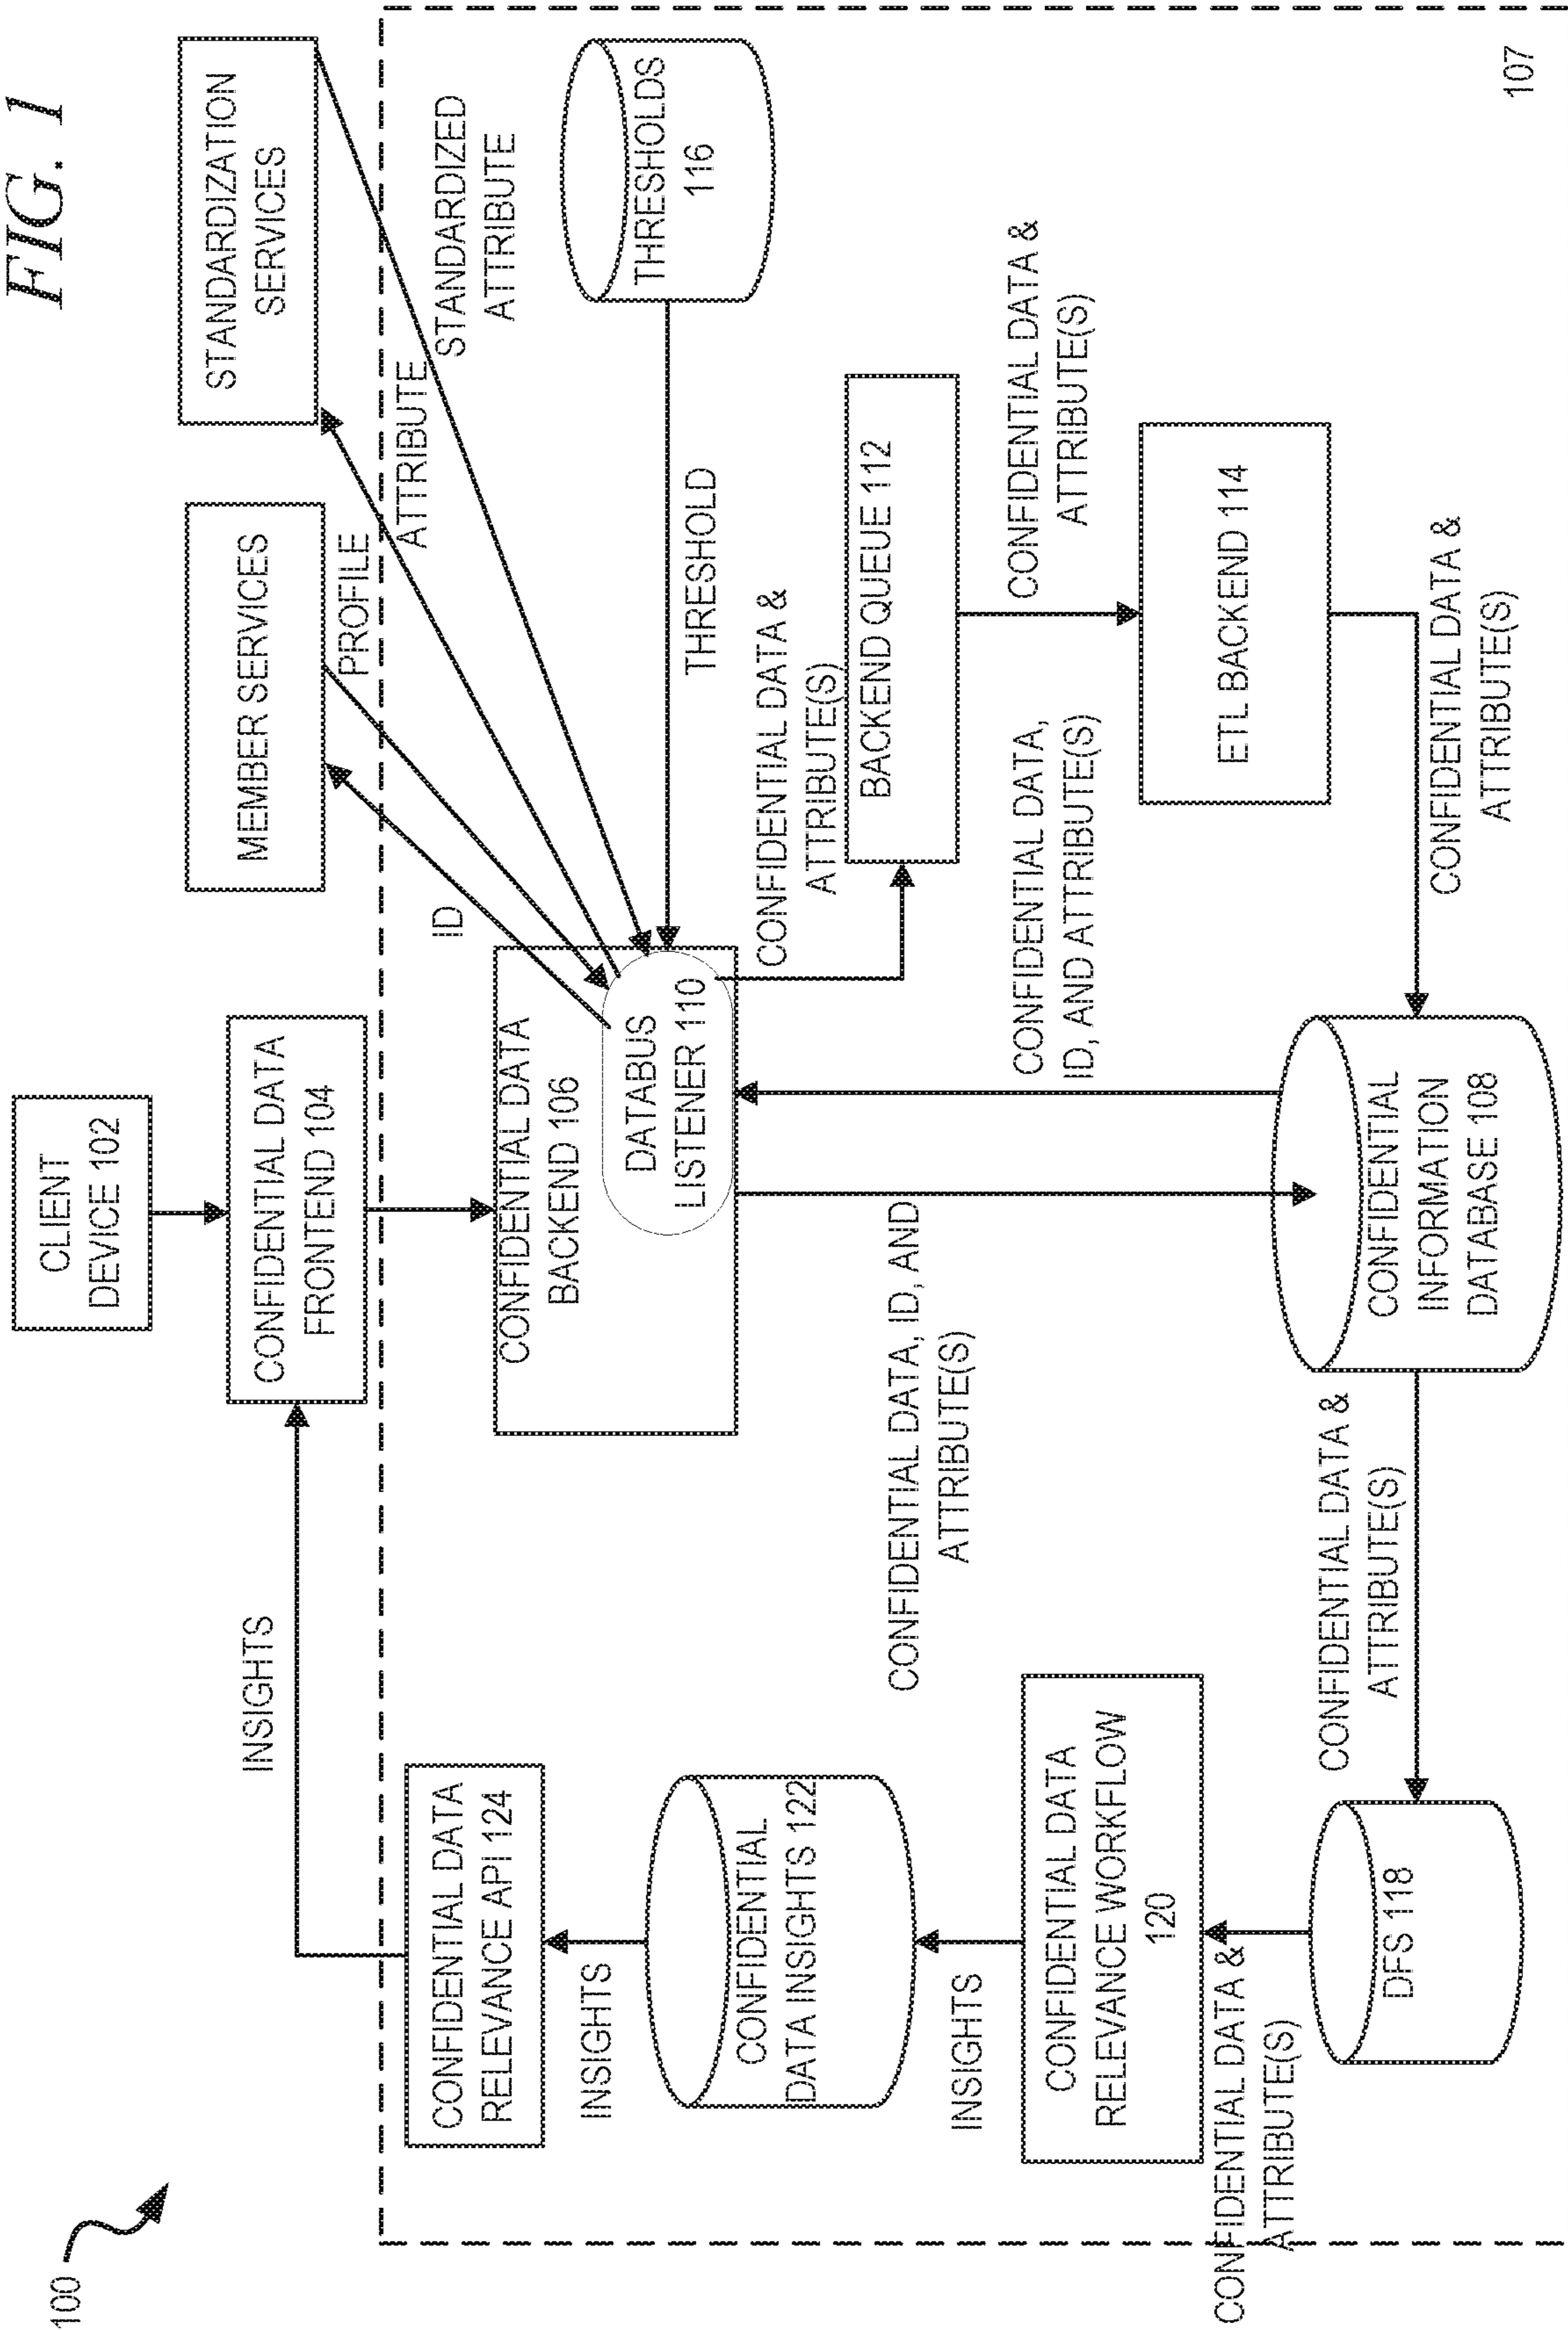 FIG. 1
100
CLIENT
DEVICE 102
CONFIDENTIAL DATA
FRONTEND 104
INSIGHTS
MEMBER SERVICES
STANDARDIZATION
SERVICES
ID
PROFILE
ATTRIBUTE
STANDARDIZED
ATTRIBUTE
CONFIDENTIAL DATA
RELEVANCE API 124
CONFIDENTIAL DATA
BACKEND 106
DATABUS
LISTENER 110
THRESHOLD
THRESHOLDS
116
INSIGHTS
CONFIDENTIAL
DATA INSIGHTS 122
CONFIDENTIAL DATA &
ATTRIBUTE(S)
BACKEND QUEUE 112
CONFIDENTIAL DATA, ID, AND
ATTRIBUTE(S)
CONFIDENTIAL DATA,
ID, AND ATTRIBUTE(S)
CONFIDENTIAL DATA &
ATTRIBUTE(S)
INSIGHTS
CONFIDENTIAL DATA
RELEVANCE WORKFLOW
120
ETL BACKEND 114
CONFIDENTIAL DATA &
ATTRIBUTE(S)
DFS 118
CONFIDENTIAL DATA &
ATTRIBUTE(S)
CONFIDENTIAL
INFORMATION
DATABASE 108
CONFIDENTIAL DATA &
ATTRIBUTE(S)
107